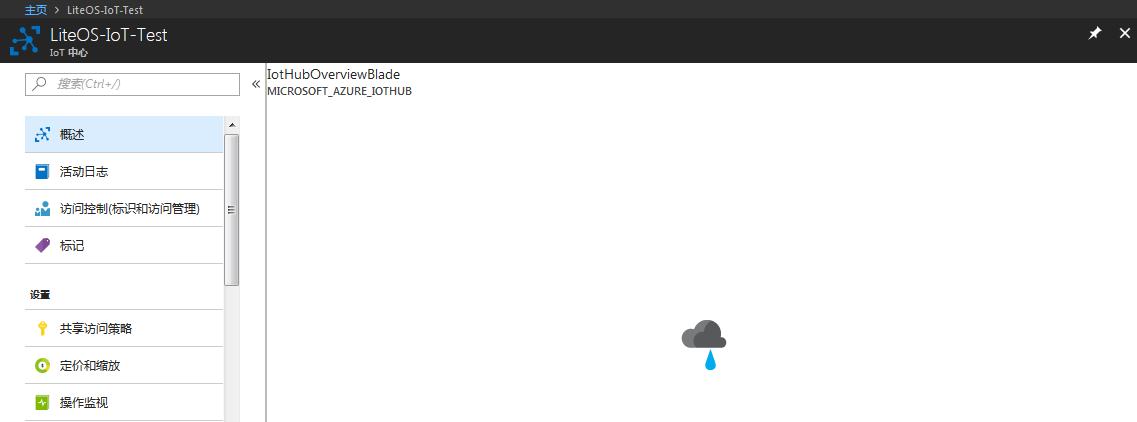 主页 > LiteOS-IoT-Test
LiteOS-IoT-Test
IoT 中心
搜索(Ctrl+/)
概述
活动日志
访问控制(标识和访问管理)
标记
设置
共享访问策略
定价和缩放
操作监视
IotHubOverviewBlade
MICROSOFT_AZURE_IOTHUB